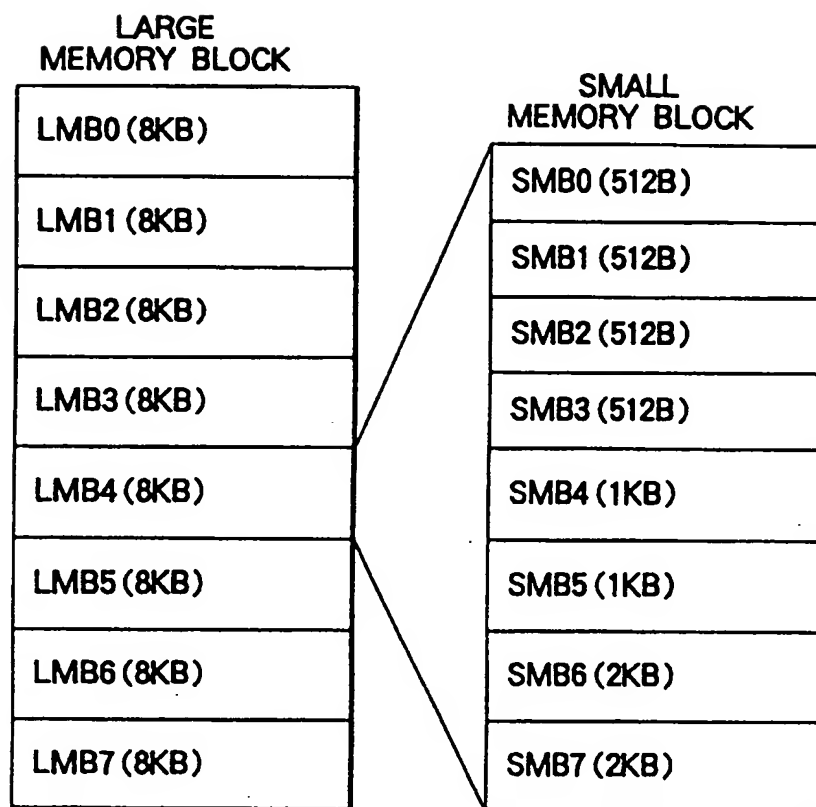 LARGE
MEMORY BLOCK
LMB0 (8KB)
LMB1 (8KB)
LMB2 (8KB)
LMB3 (8KB)
LMB4 (8KB)
LMB5 (8KB)
LMB6 (8KB)
LMB7 (8KB)
SMALL
MEMORY BLOCK
SMB0 (512B)
SMB1 (512B)
SMB2 (512B)
SMB3 (512B)
SMB4 (1KB)
SMB5 (1KB)
SMB6 (2KB)
SMB7 (2KB)